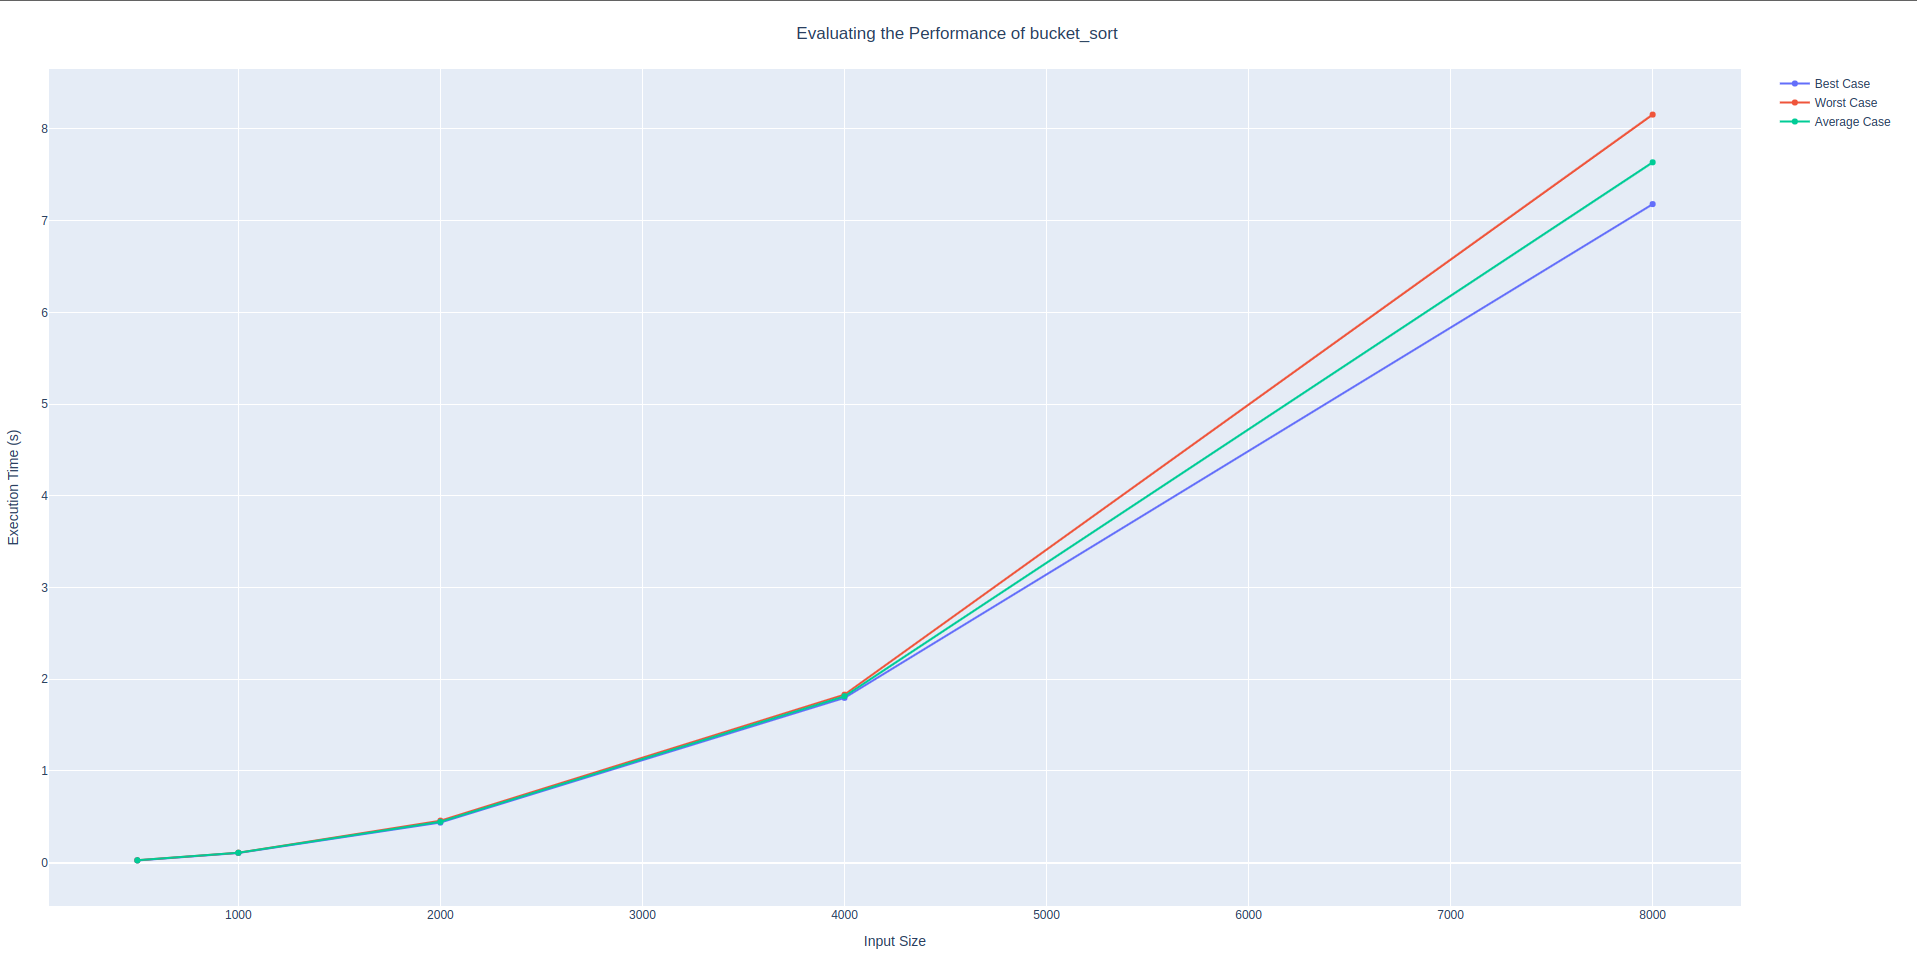 Evaluating the Performance of bucket_sort
Best Case
Worst Case
Average Case
8
7
6
5
4
3
2
1
0
Execution Time (s)
1000 2000 3000 4000 5000 6000 7000 8000
Input Size